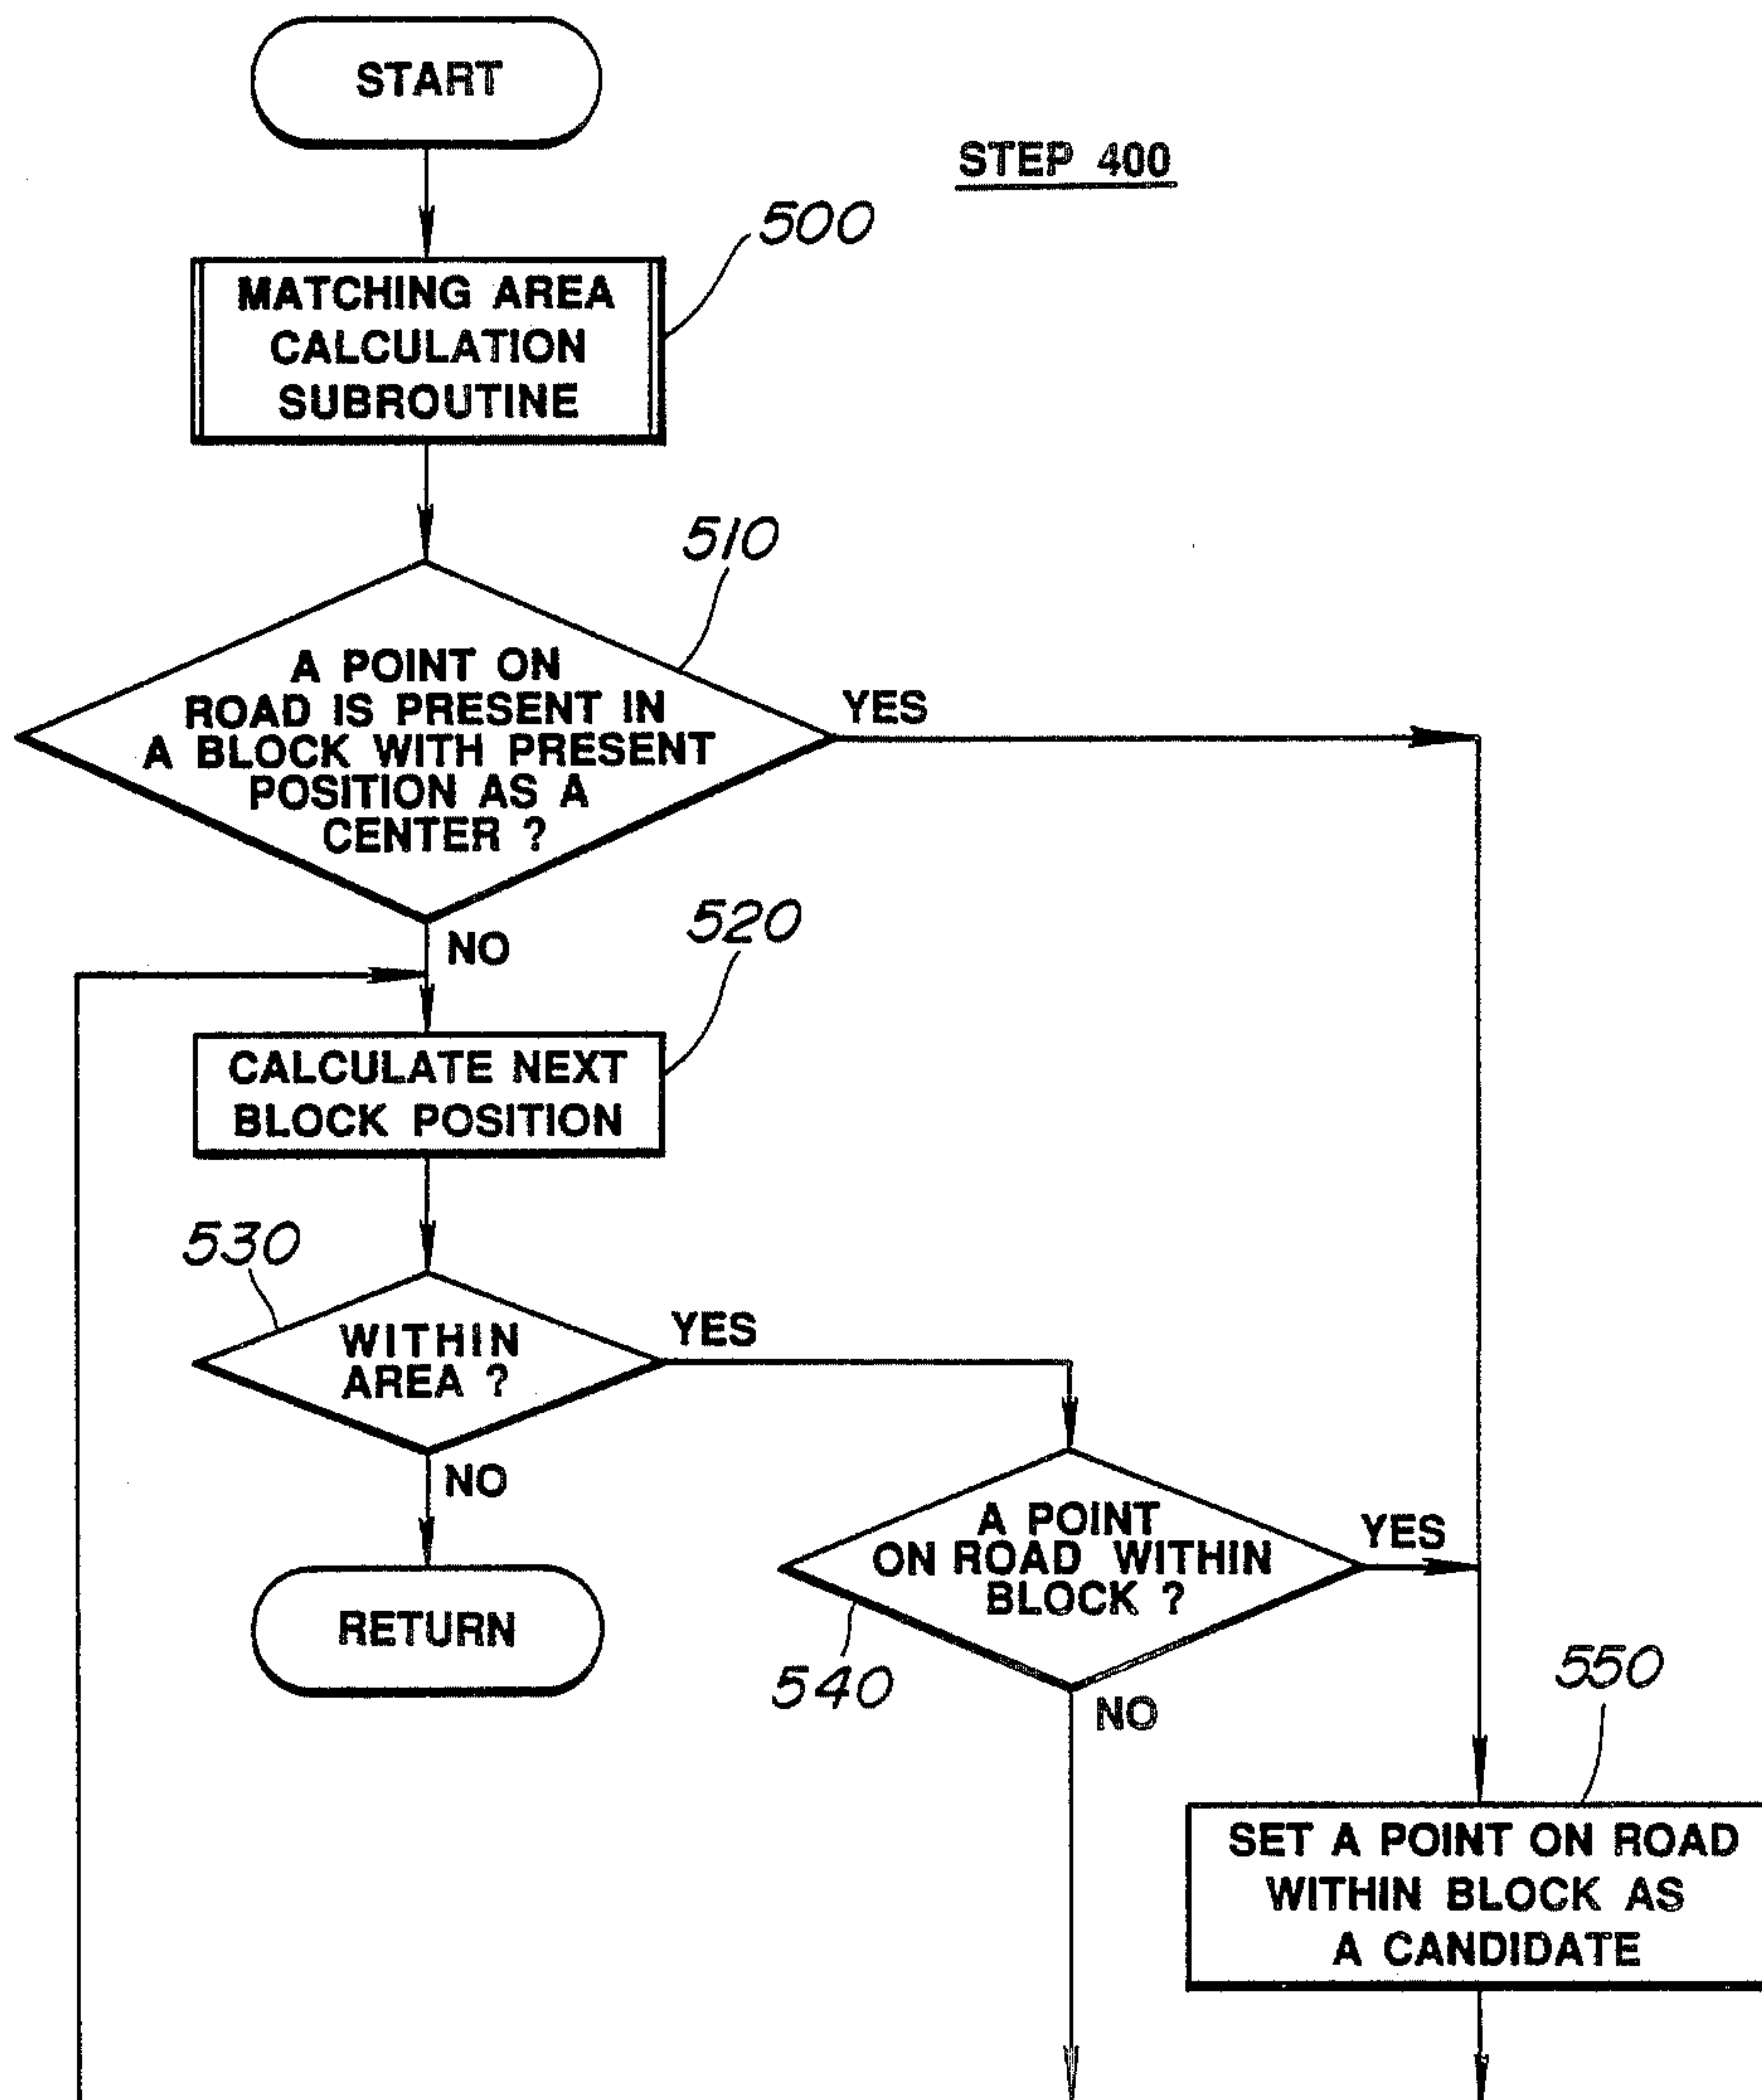 START
STEP 400
500
MATCHING AREA
CALCULATION
SUBROUTINE
510
A POINT ON
ROAD IS PRESENT IN
A BLOCK WITH PRESENT
POSITION AS A
CENTER ?
YES
NO
520
CALCULATE NEXT
BLOCK POSITION
530
WITHIN
AREA ?
YES
NO
RETURN
A POINT
ON ROAD WITHIN
BLOCK ?
YES
540
NO
550
SET A POINT ON ROAD
WITHIN BLOCK AS
A CANDIDATE